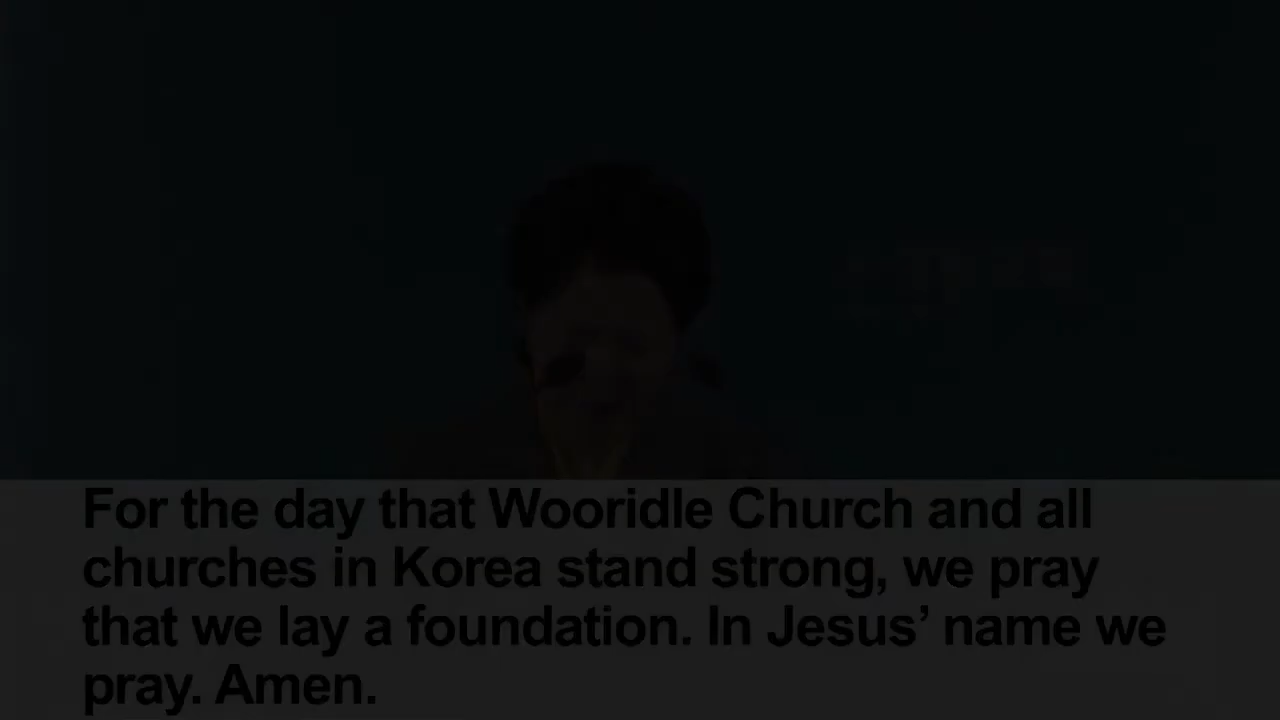 For the day that Wooridle Church and all
churches in Korea stand strong, we pray
that we lay a foundation. In Jesus’ name we
pray. Amen.